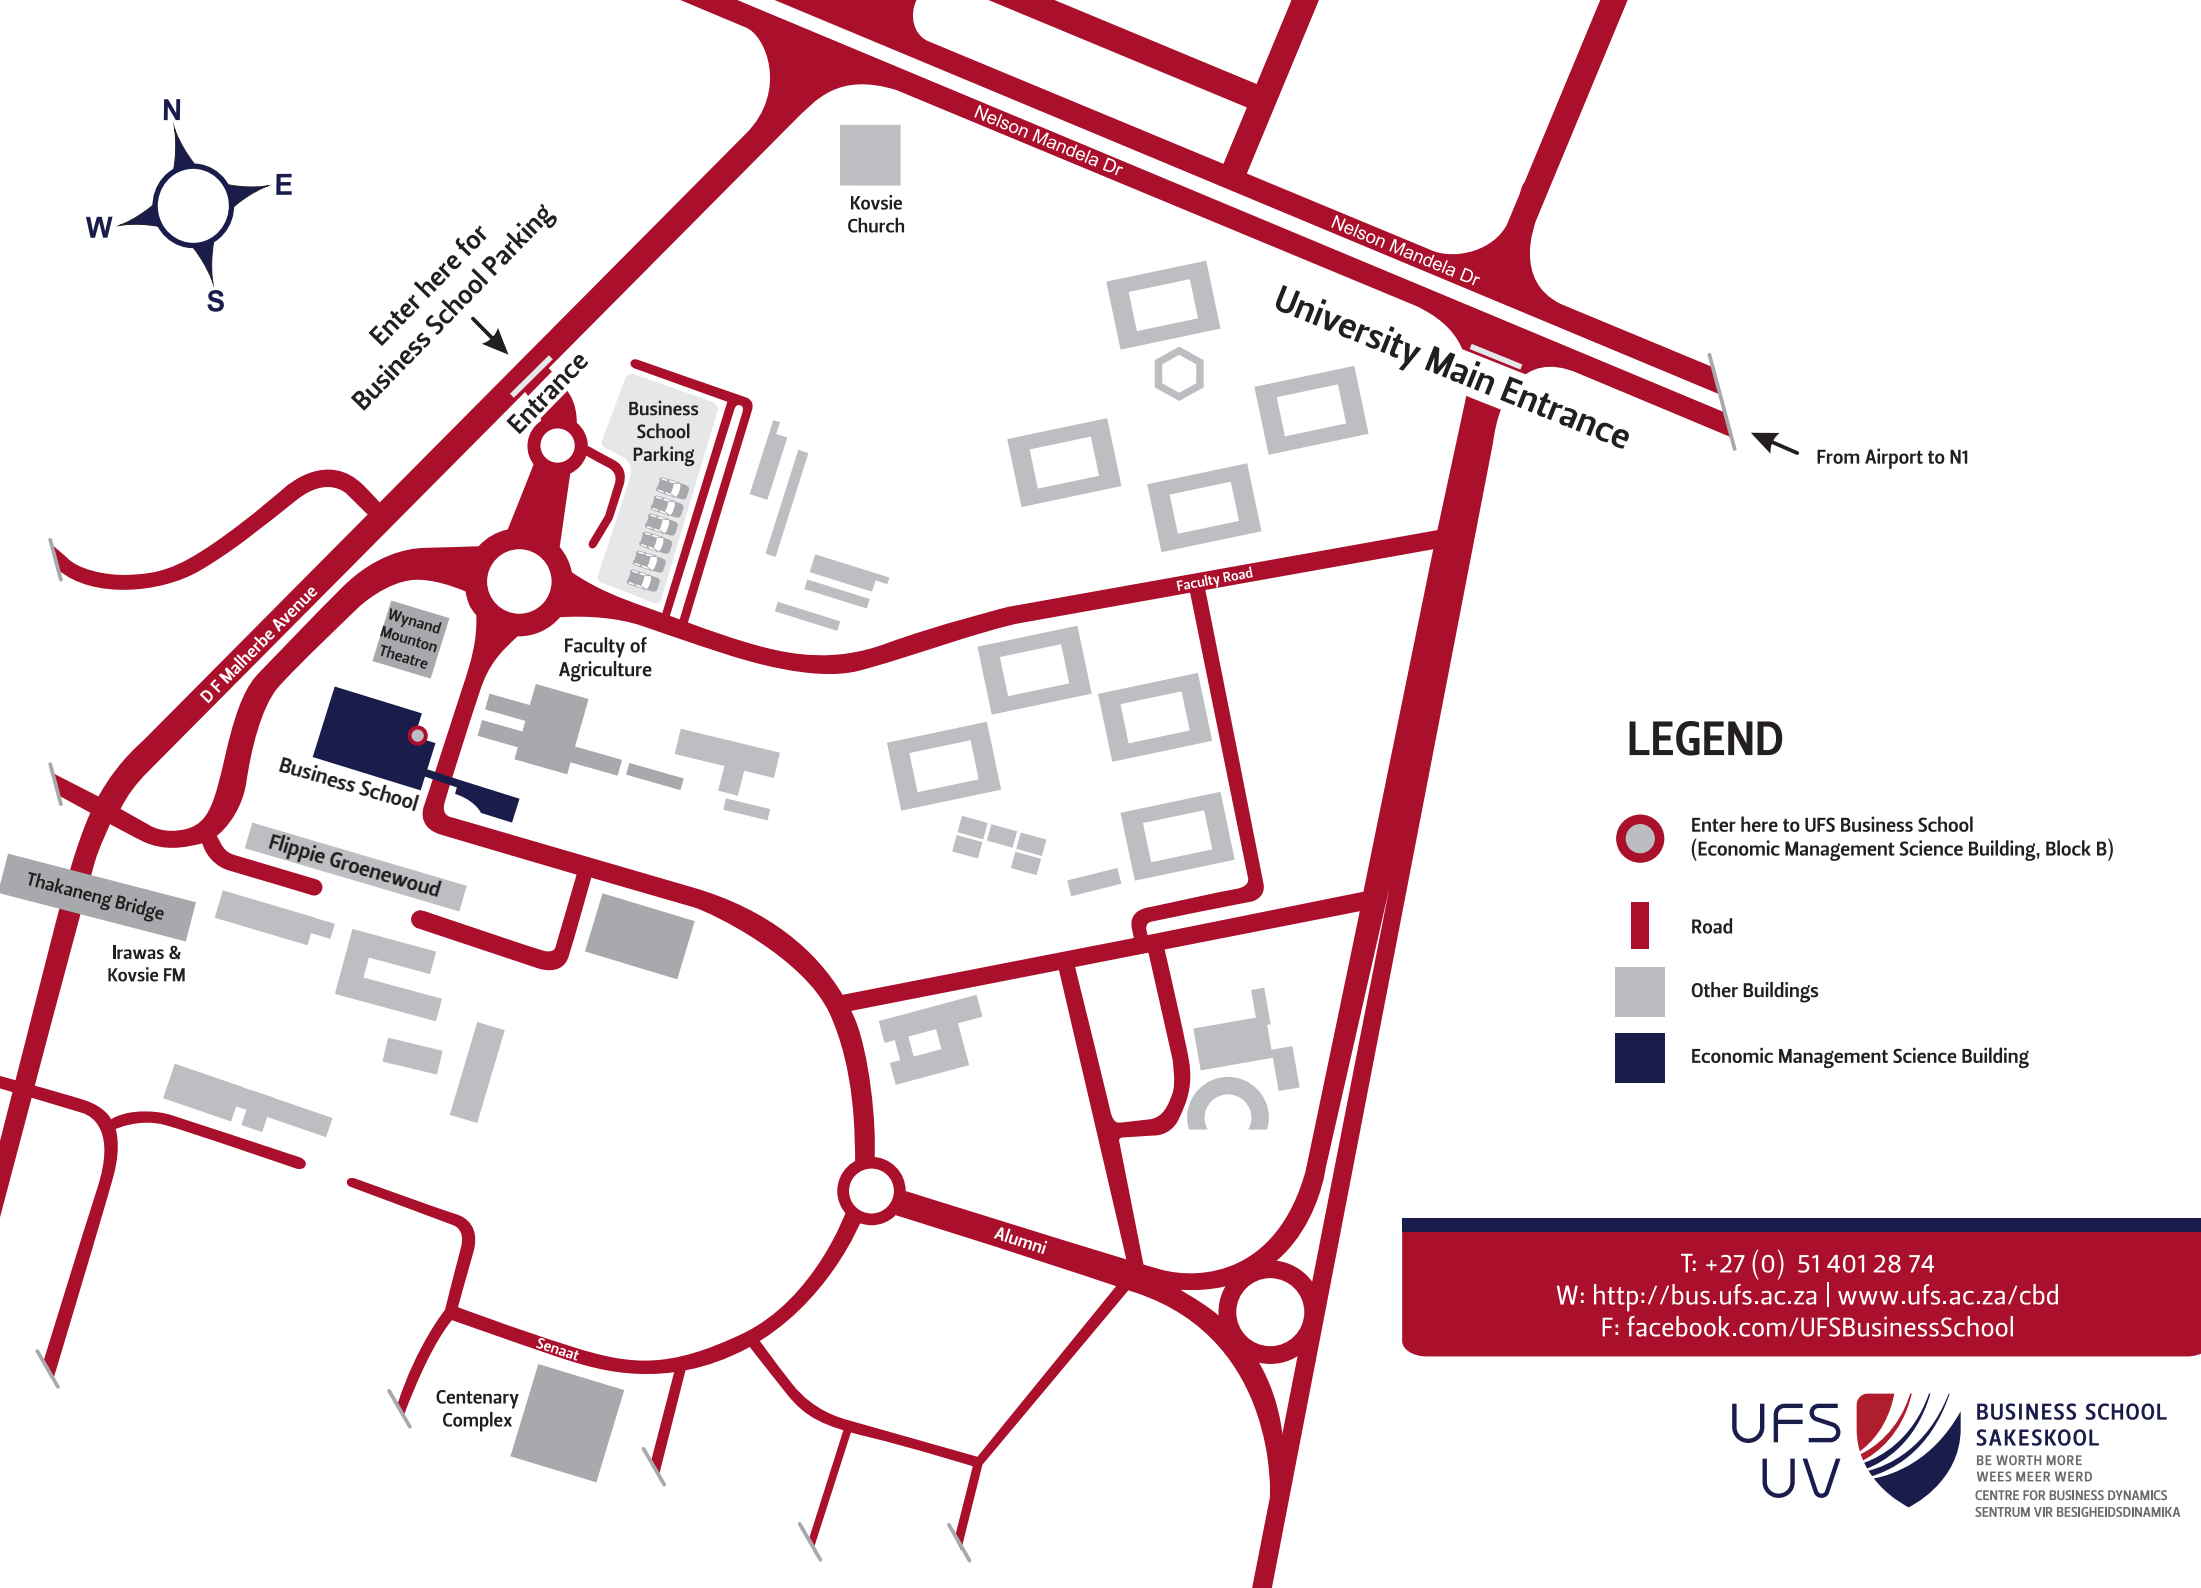 N
E
W
S
Enter here for
Business School Parking
Entrance
Nelson Mandela Dr
Nelson Mandela Dr
Kovsie
Church
University Main Entrance
From Airport to N1
Business
School
Parking
Faculty Road
D F Malherbe Avenue
Wynand
Mounton
Theatre
Faculty of
Agriculture
Business School
Flippie Groenewoud
Thakaneng Bridge
Irawas &
Kovsie FM
Alumni
Senaat
Centenary
Complex
LEGEND
Enter here to UFS Business School
(Economic Management Science Building, Block B)
Road
Other Buildings
Economic Management Science Building
T: +27 (0) 51 401 28 74
W: http://bus.ufs.ac.za | www.ufs.ac.za/cbd
F: facebook.com/UFSBusinessSchool
UFS
UV
BUSINESS SCHOOL
SAKESKOOL
BE WORTH MORE
WEES MEER WERD
CENTRE FOR BUSINESS DYNAMICS
SENTRUM VIR BESIGHEIDSDINAMIKA